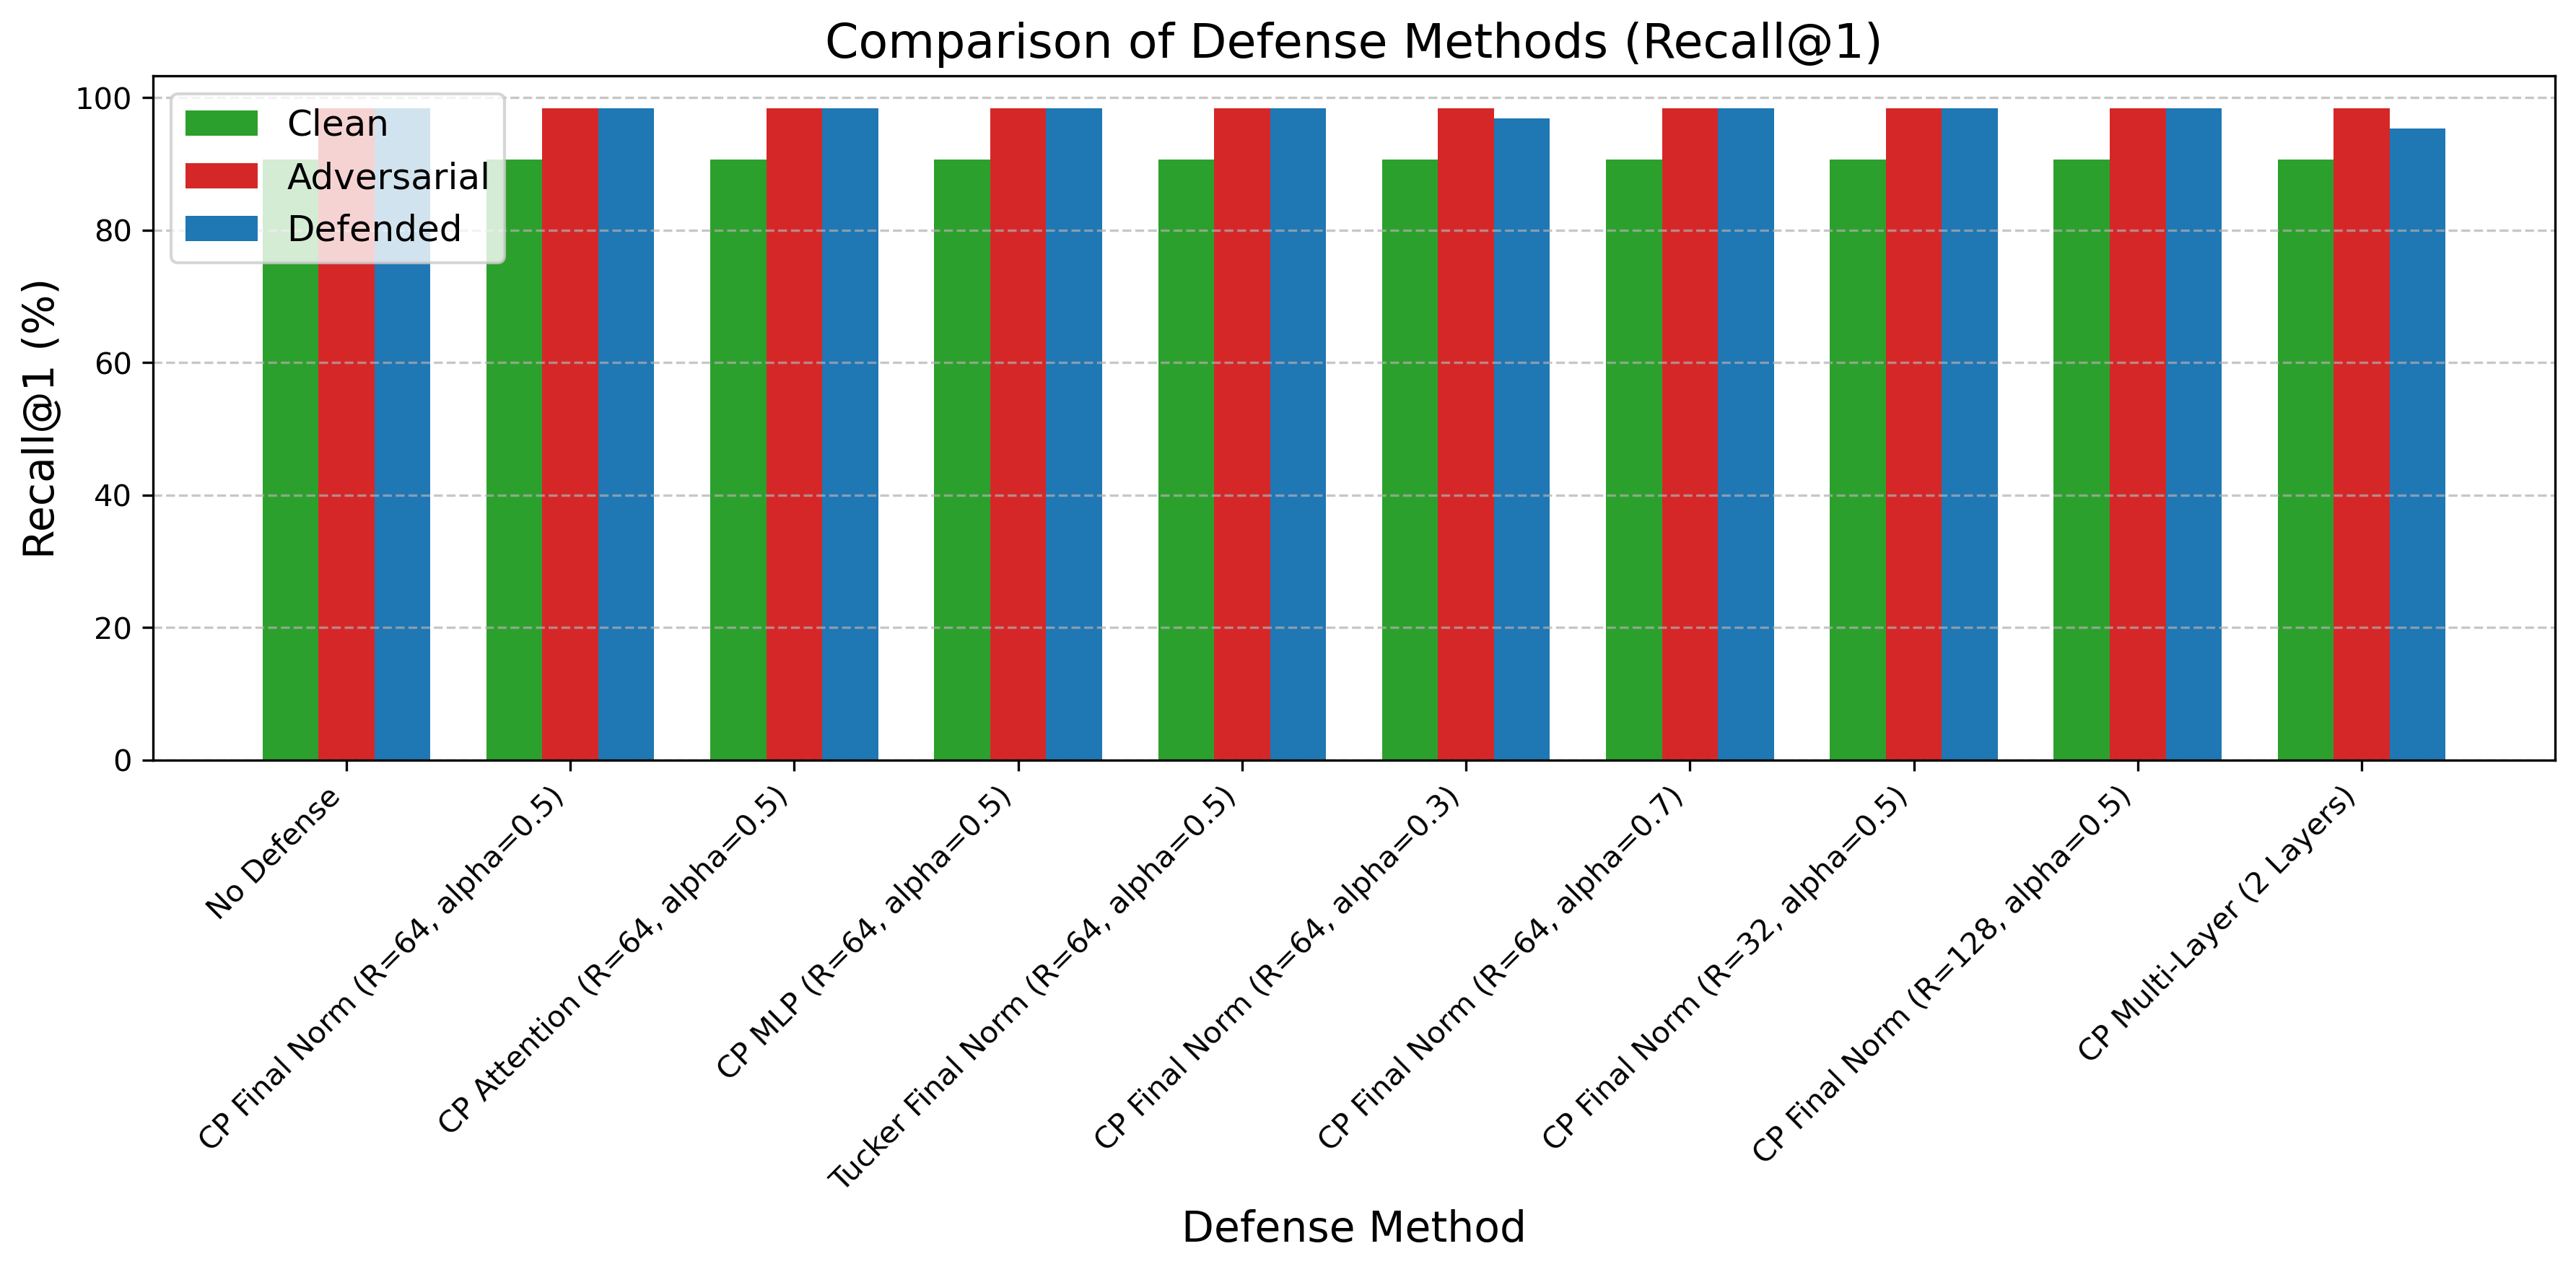 Comparison of Defense Methods (Recall@1)
Recall@1 (%)
100
80
60
40
20
0
Clean
Adversarial
Defended
No Defense
CP Final Norm (R=64, alpha=0.5)
CP Attention (R=64, alpha=0.5)
CP MLP (R=64, alpha=0.5)
Tucker Final Norm (R=64, alpha=0.5)
CP Final Norm (R=64, alpha=0.3)
CP Final Norm (R=64, alpha=0.7)
CP Final Norm (R=32, alpha=0.5)
CP Final Norm (R=128, alpha=0.5)
CP Multi-Layer (2 Layers)
Defense Method